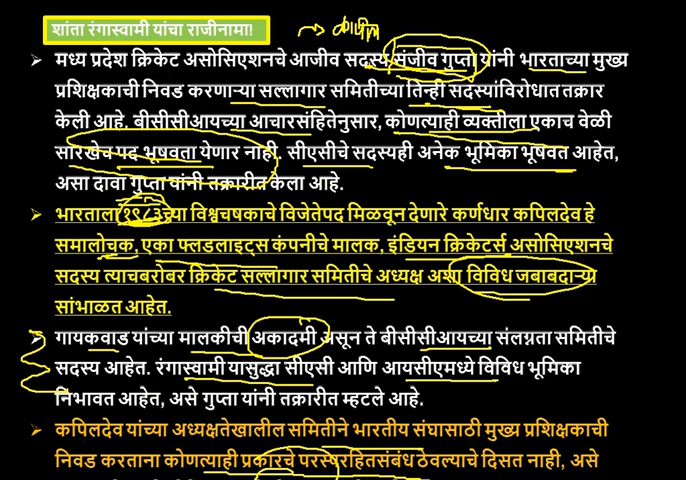 शांता रंगास्वामी यांचा राजीनामा!
मध्य प्रदेश क्रिकेट असोसिएशनचे आजीव सदस्य संजीव गुप्ता यांनी भारताच्या मुख्य
प्रशिक्षकाची निवड करणाऱ्या सल्लागार समितीच्या तिन्ही सदस्यांविरोधात तक्रार
केली आहे. बीसीसीआयच्या आचारसंहितेनुसार, कोणत्याही व्यक्तीला एकाच वेळी
सारखेच पद भूषवता येणार नाही. सीएसीचे सदस्यही अनेक भूमिका भूषवत आहेत,
असा दावा गुप्ता यांनी तक्रारीत केला आहे.
भारताला १९८३च्या विश्वचषकाचे विजेतेपद मिळवून देणारे कर्णधार कपिलदेव हे
समालोचक, एका फ्लडलाइट्स कंपनीचे मालक, इंडियन क्रिकेटर्स असोसिएशनचे
सदस्य त्याचबरोबर क्रिकेट सल्लागार समितीचे अध्यक्ष अशा विविध जबाबदाऱ्या
सांभाळत आहेत.
गायकवाड यांच्या मालकीची अकादमी असून ते बीसीसीआयच्या संलग्नता समितीचे
सदस्य आहेत. रंगास्वामी यासुद्धा सीएसी आणि आयसीएमध्ये विविध भूमिका
निभावत आहेत, असे गुप्ता यांनी तक्रारीत म्हटले आहे.
कपिलदेव यांच्या अध्यक्षतेखालील समितीने भारतीय संघासाठी मुख्य प्रशिक्षकाची
निवड करताना कोणत्याही प्रकारचे परस्परहितसंबंध ठेवल्याचे दिसत नाही, असे